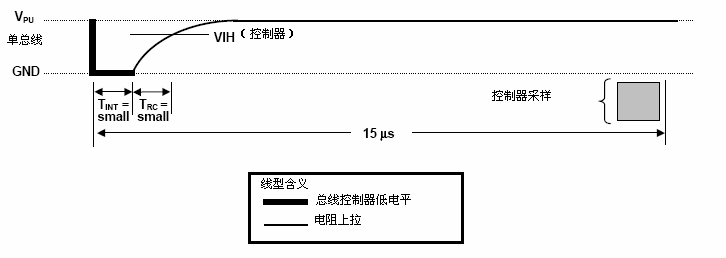 VPU
单总线
VIH（控制器）
GND
控制器采样
TINT = small
TRC = small
15 µs
线型含义
总线控制器低电平
电阻上拉